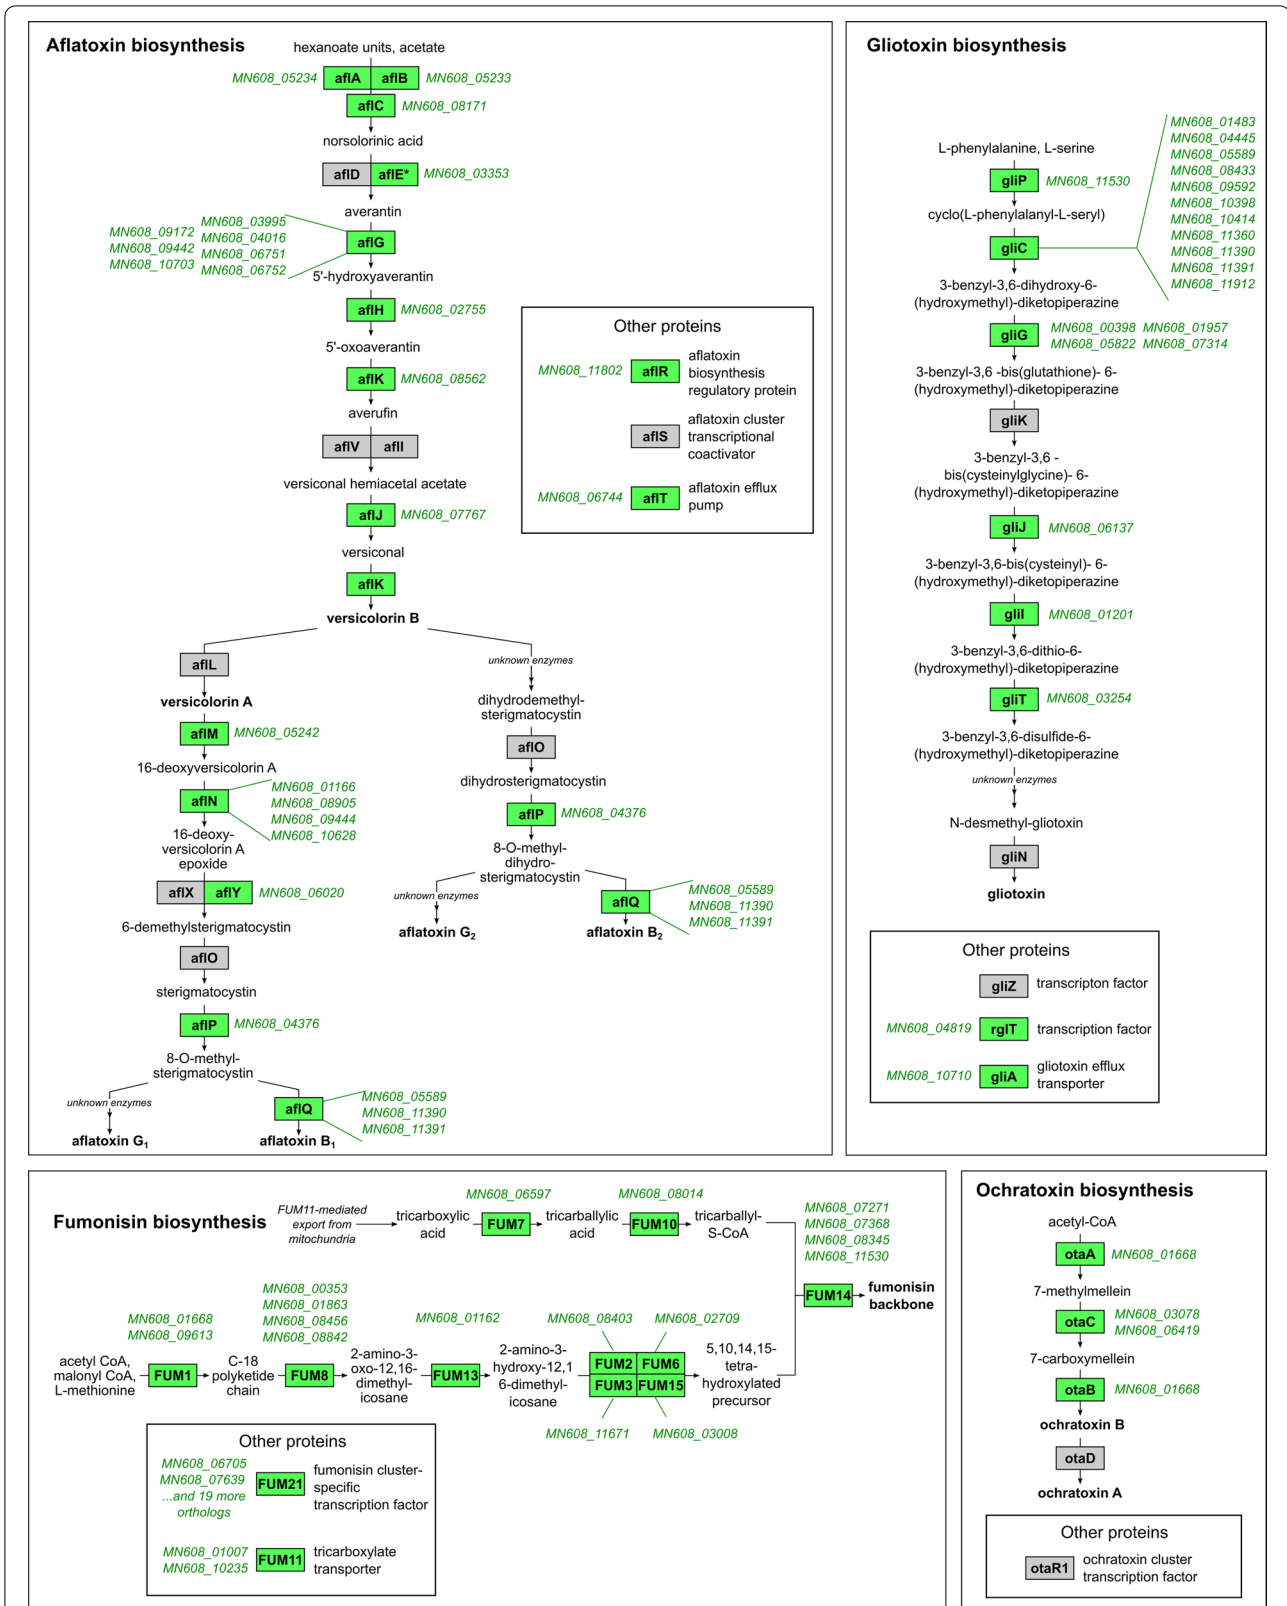 Aflatoxin biosynthesis
hexanoate units, acetate
MN608_05234 aflA aflB MN608_05233
aflC MN608_08171
norsolorinic acid
aflD aflE* MN608_03353
averantin
MN608_09172
MN608_09442
MN608_10703
MN608_03995
MN608_04016
MN608_06751
MN608_06752
aflG
5'-hydroxyaverantin
aflH MN608_02755
5'-oxoaverantin
aflK MN608_08562
averufin
aflV aflI
versiconal hemiacetal acetate
aflJ MN608_07767
versiconal
aflK
versicolorin B
Other proteins
MN608_11802 aflR
aflatoxin
biosynthesis
regulatory protein
aflS
aflatoxin cluster
transcriptional
coactivator
MN608_06744 aflT
aflatoxin efflux
pump
aflL
versicolorin A
aflM MN608_05242
16-deoxyversicolorin A
aflN
MN608_01166
MN608_08905
MN608_09444
MN608_10628
16-deoxy-
versicolorin A
epoxide
aflX aflY MN608_06020
6-demethylsterigmatocystin
aflO
sterigmatocystin
aflP MN608_04376
8-O-methyl-
sterigmatocystin
unknown enzymes
aflatoxin G1
aflQ
MN608_05589
MN608_11390
MN608_11391
aflatoxin B1
unknown enzymes
dihydrodemethyl-
sterigmatocystin
aflO
dihydrosterigmatocystin
aflP MN608_04376
8-O-methyl-
dihydro-
sterigmatocystin
unknown enzymes
aflatoxin G2
aflQ
MN608_05589
MN608_11390
MN608_11391
aflatoxin B2
Gliotoxin biosynthesis
L-phenylalanine, L-serine
gliP MN608_11530
cyclo(L-phenylalanyl-L-seryl)
gliC
MN608_01483
MN608_04445
MN608_05589
MN608_08433
MN608_09592
MN608_10398
MN608_10414
MN608_11360
MN608_11390
MN608_11391
MN608_11912
3-benzyl-3,6-dihydroxy-6-
(hydroxymethyl)-diketopiperazine
gliG
MN608_00398 MN608_01957
MN608_05822 MN608_07314
3-benzyl-3,6 -bis(glutathione)- 6-
(hydroxymethyl)-diketopiperazine
gliK
3-benzyl-3,6 -
bis(cysteinylglycine)- 6-
(hydroxymethyl)-diketopiperazine
gliJ MN608_06137
3-benzyl-3,6-bis(cysteinyl)- 6-
(hydroxymethyl)-diketopiperazine
gliI MN608_01201
3-benzyl-3,6-dithio-6-
(hydroxymethyl)-diketopiperazine
gliT MN608_03254
3-benzyl-3,6-disulfide-6-
(hydroxymethyl)-diketopiperazine
unknown enzymes
N-desmethyl-gliotoxin
gliN
gliotoxin
Other proteins
gliZ transcripton factor
MN608_04819 rglT transcription factor
MN608_10710 gliA
gliotoxin efflux
transporter
Fumonisin biosynthesis
FUM11-mediated
export from
mitochondria
tricarboxylic
acid
MN608_06597
FUM7
tricarballylic
acid
MN608_08014
FUM10
tricarballyl-
S-CoA
MN608_07271
MN608_07368
MN608_08345
MN608_11530
FUM14
fumonisin
backbone
acetyl CoA,
malonyl CoA,
L-methionine
MN608_01668
MN608_09613
FUM1
C-18
polyketide
chain
MN608_00353
MN608_01863
MN608_08456
MN608_08842
FUM8
2-amino-3-
oxo-12,16-
dimethyl-
icosane
MN608_01162
FUM13
2-amino-3-
hydroxy-12,1
6-dimethyl-
icosane
MN608_08403 MN608_02709
FUM2 FUM6
FUM3 FUM15
MN608_11671 MN608_03008
5,10,14,15-
tetra-
hydroxylated
precursor
Other proteins
MN608_06705
MN608_07639
...and 19 more
orthologs
FUM21
fumonisin cluster-
specific
transcription factor
MN608_01007
MN608_10235
FUM11
tricarboxylate
transporter
Ochratoxin biosynthesis
acetyl-CoA
otaA MN608_01668
7-methylmellein
otaC
MN608_03078
MN608_06419
7-carboxymellein
otaB MN608_01668
ochratoxin B
otaD
ochratoxin A
Other proteins
otaR1
ochratoxin cluster
transcription factor